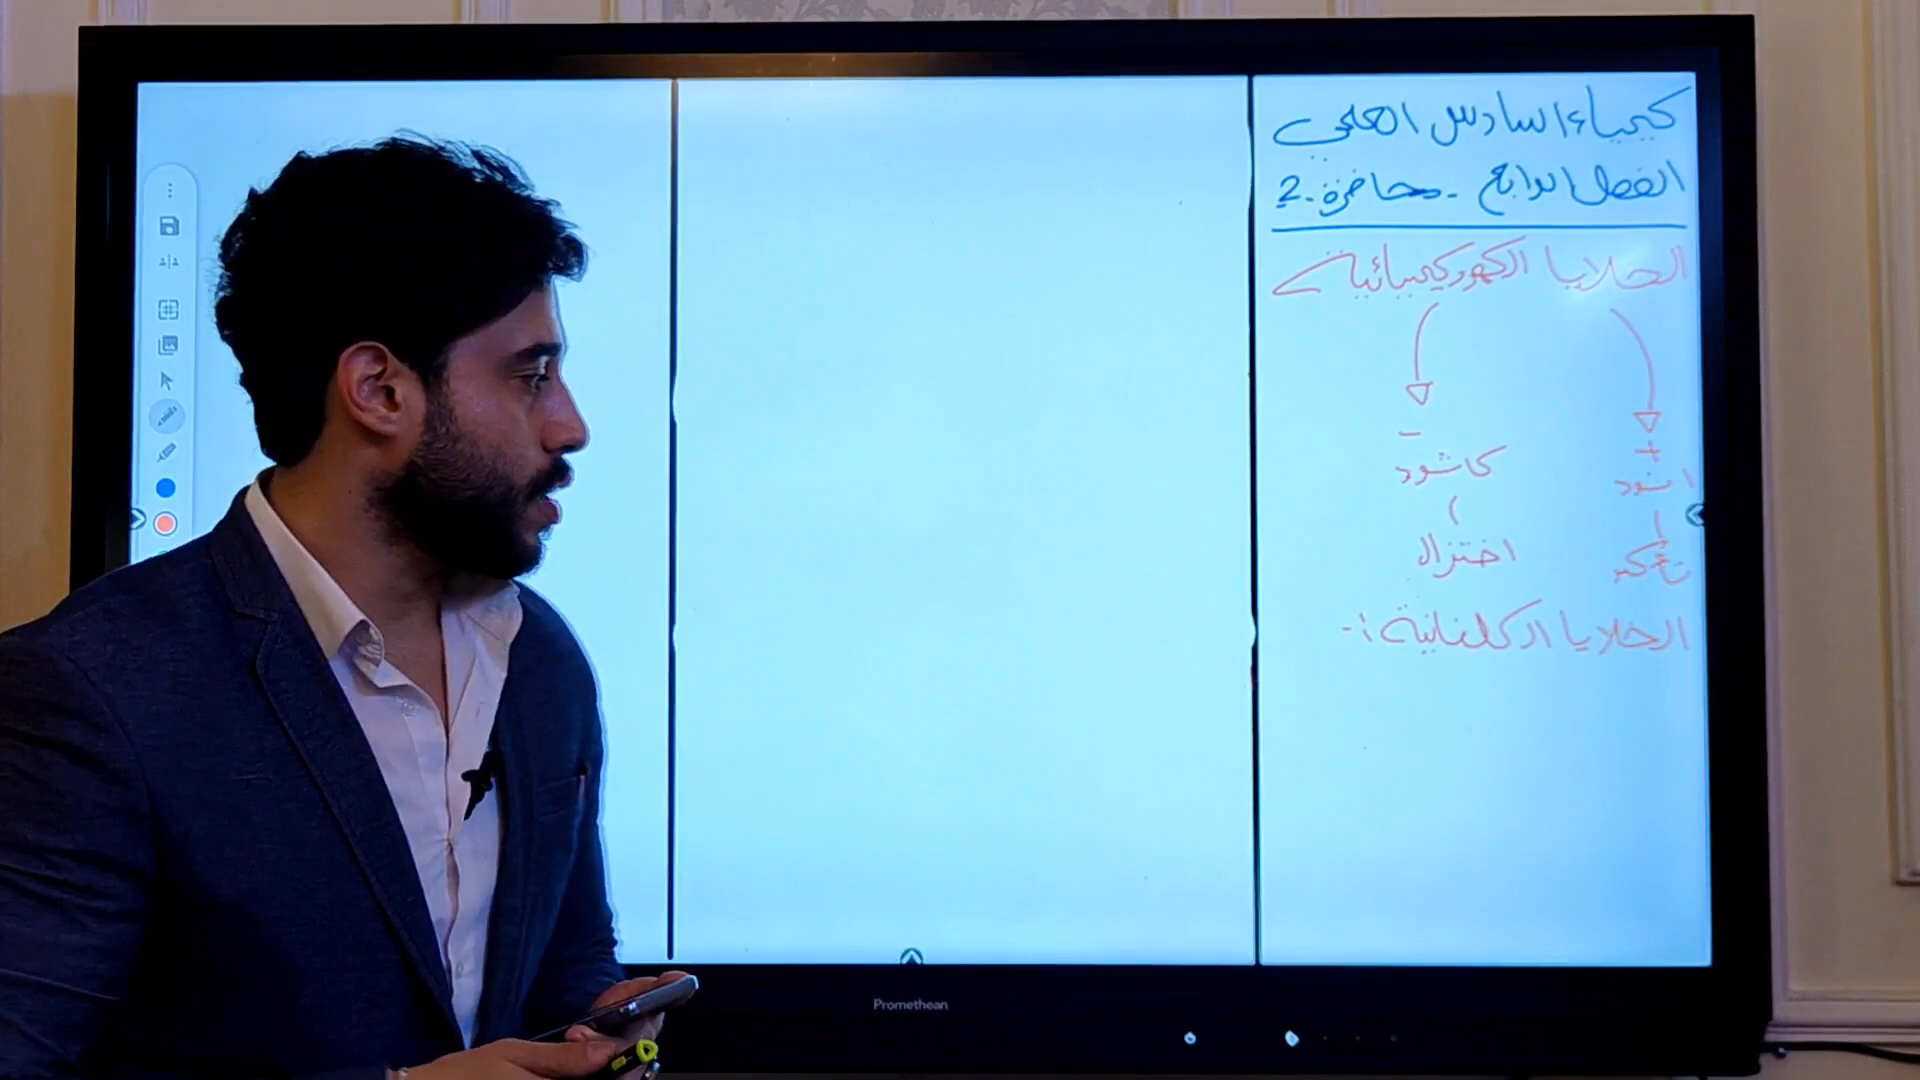 كيمياء السادس العلمي
الفصل الرابع - محاضرة - 2
الخلايا الكهروكيميائية
+ -
انود كاثود
تأكسد اختزال
الخلايا الكلفانية :-
Promethean